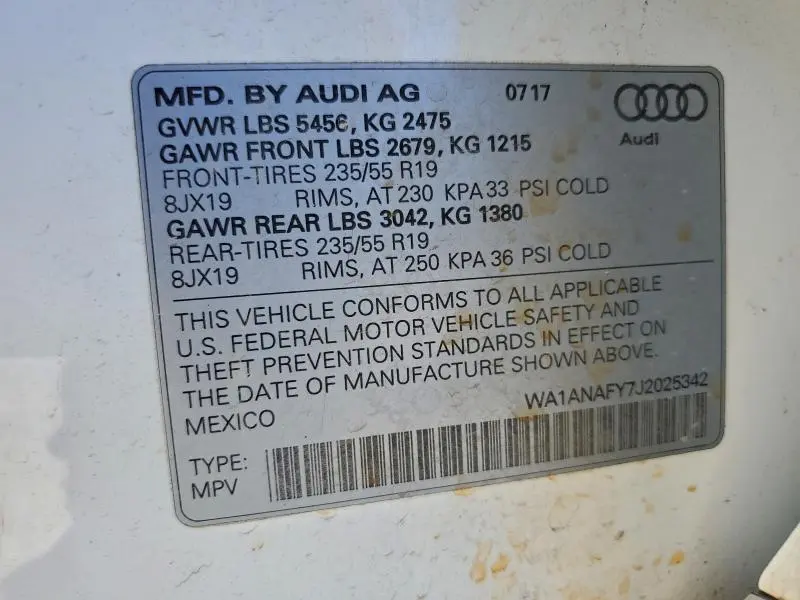 MFD. BY AUDI AG 0717
Audi
GVWR LBS 5456, KG 2475
GAWR FRONT LBS 2679, KG 1215
FRONT-TIRES 235/55 R19
8JX19 RIMS, AT 230 KPA 33 PSI COLD
GAWR REAR LBS 3042, KG 1380
REAR-TIRES 235/55 R19
8JX19 RIMS, AT 250 KPA 36 PSI COLD
THIS VEHICLE CONFORMS TO ALL APPLICABLE
U.S. FEDERAL MOTOR VEHICLE SAFETY AND
THEFT PREVENTION STANDARDS IN EFFECT ON
THE DATE OF MANUFACTURE SHOWN ABOVE.
MEXICO WA1ANAFY7J2025342
TYPE:
MPV